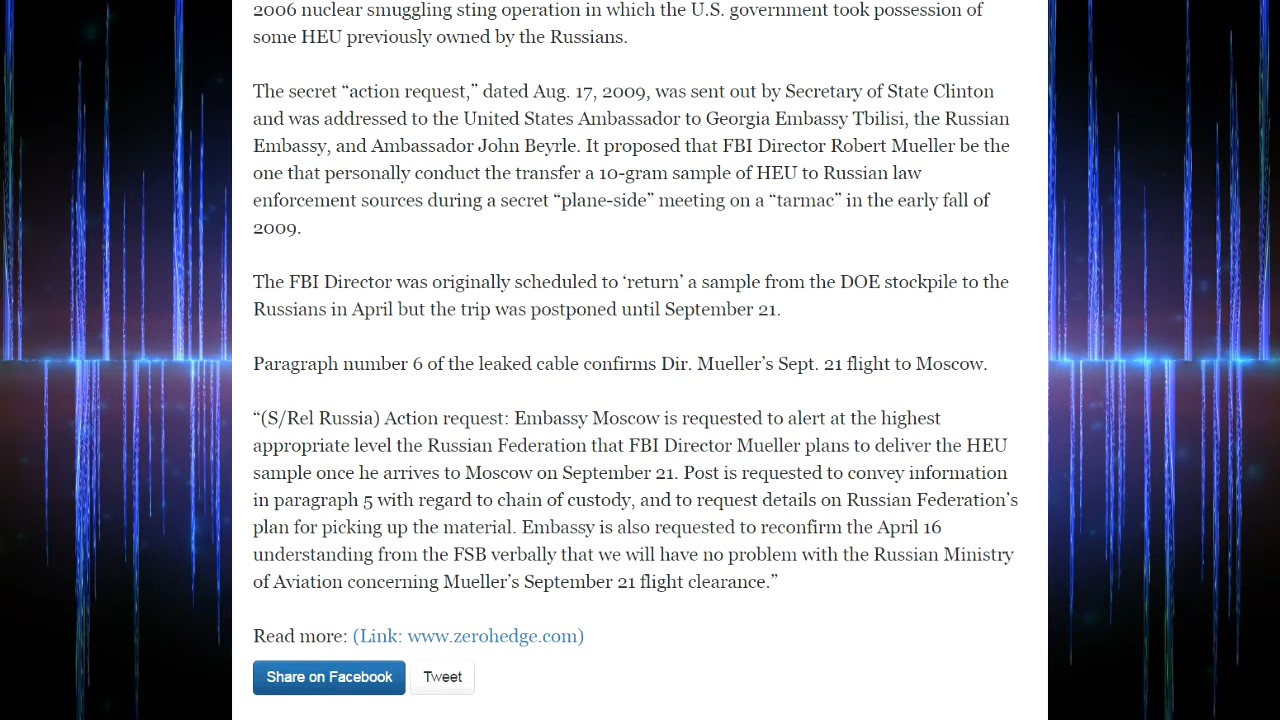 2006 nuclear smuggling sting operation in which the U.S. government took possession of
some HEU previously owned by the Russians.
The secret “action request,” dated Aug. 17, 2009, was sent out by Secretary of State Clinton
and was addressed to the United States Ambassador to Georgia Embassy Tbilisi, the Russian
Embassy, and Ambassador John Beyrle. It proposed that FBI Director Robert Mueller be the
one that personally conduct the transfer a 10-gram sample of HEU to Russian law
enforcement sources during a secret “plane-side” meeting on a “tarmac” in the early fall of
2009.
The FBI Director was originally scheduled to ‘return’ a sample from the DOE stockpile to the
Russians in April but the trip was postponed until September 21.
Paragraph number 6 of the leaked cable confirms Dir. Mueller’s Sept. 21 flight to Moscow.
“(S/Rel Russia) Action request: Embassy Moscow is requested to alert at the highest
appropriate level the Russian Federation that FBI Director Mueller plans to deliver the HEU
sample once he arrives to Moscow on September 21. Post is requested to convey information
in paragraph 5 with regard to chain of custody, and to request details on Russian Federation’s
plan for picking up the material. Embassy is also requested to reconfirm the April 16
understanding from the FSB verbally that we will have no problem with the Russian Ministry
of Aviation concerning Mueller’s September 21 flight clearance.”
Read more: (Link: www.zerohedge.com)
Share on Facebook Tweet